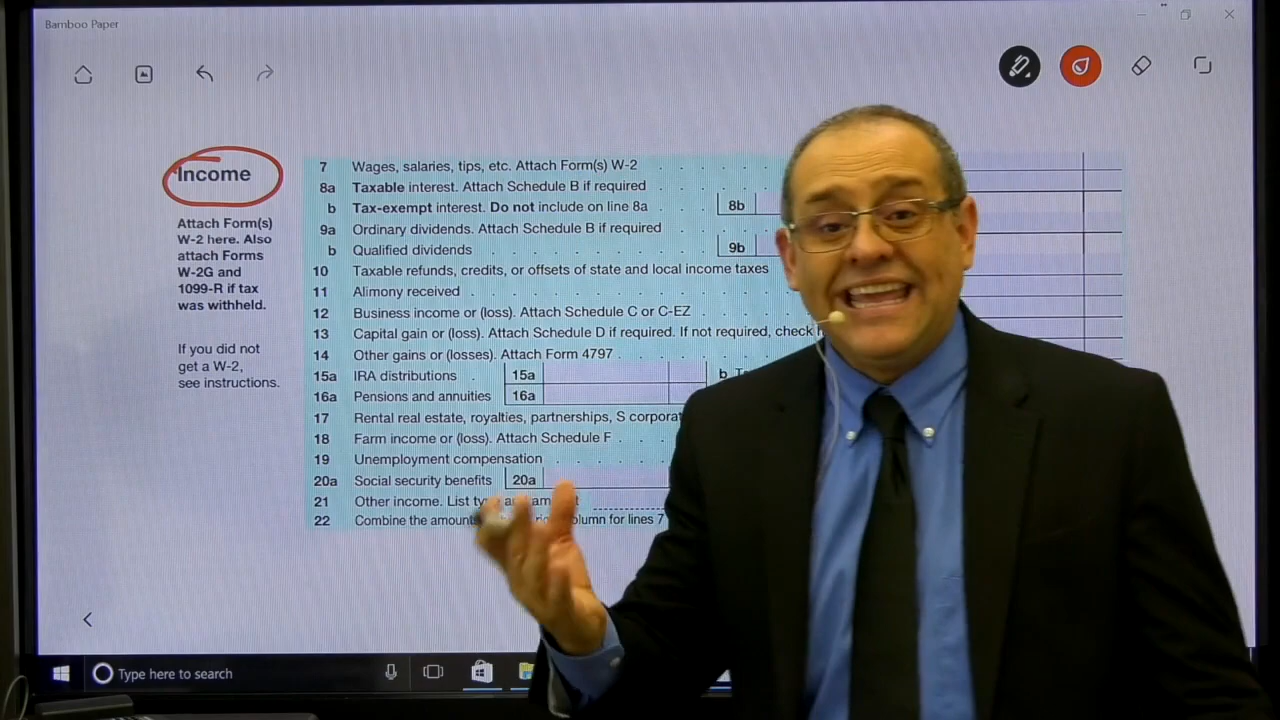 Bamboo Paper
Income
Attach Form(s)
W-2 here. Also
attach Forms
W-2G and
1099-R if tax
was withheld.
If you did not
get a W-2,
see instructions.
7 Wages, salaries, tips, etc. Attach Form(s) W-2
8a Taxable interest. Attach Schedule B if required
b Tax-exempt interest. Do not include on line 8a 8b
9a Ordinary dividends. Attach Schedule B if required
b Qualified dividends 9b
10 Taxable refunds, credits, or offsets of state and local income taxes
11 Alimony received
12 Business income or (loss). Attach Schedule C or C-EZ
13 Capital gain or (loss). Attach Schedule D if required. If not required, check
14 Other gains or (losses). Attach Form 4797
15a IRA distributions 15a b
16a Pensions and annuities 16a
17 Rental real estate, royalties, partnerships, S
18 Farm income or (loss). Attach Schedule F
19 Unemployment compensation
20a Social security benefits 20a
21 Other income. List
22 Combine the column for lines 7
Type here to search